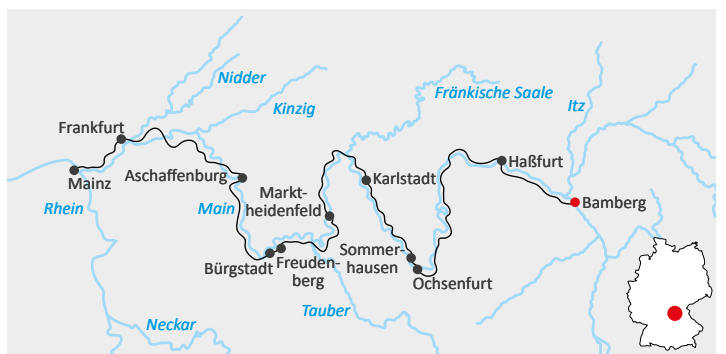 Nidder
Kinzig
Fränkische Saale
Itz
Frankfurt
Mainz
Aschaffenburg
Karlstadt
Haßfurt
Rhein
Main
Markt-
heidenfeld
Bamberg
Bürgstadt
Freuden-
berg
Sommer-
hausen
Ochsenfurt
Tauber
Neckar